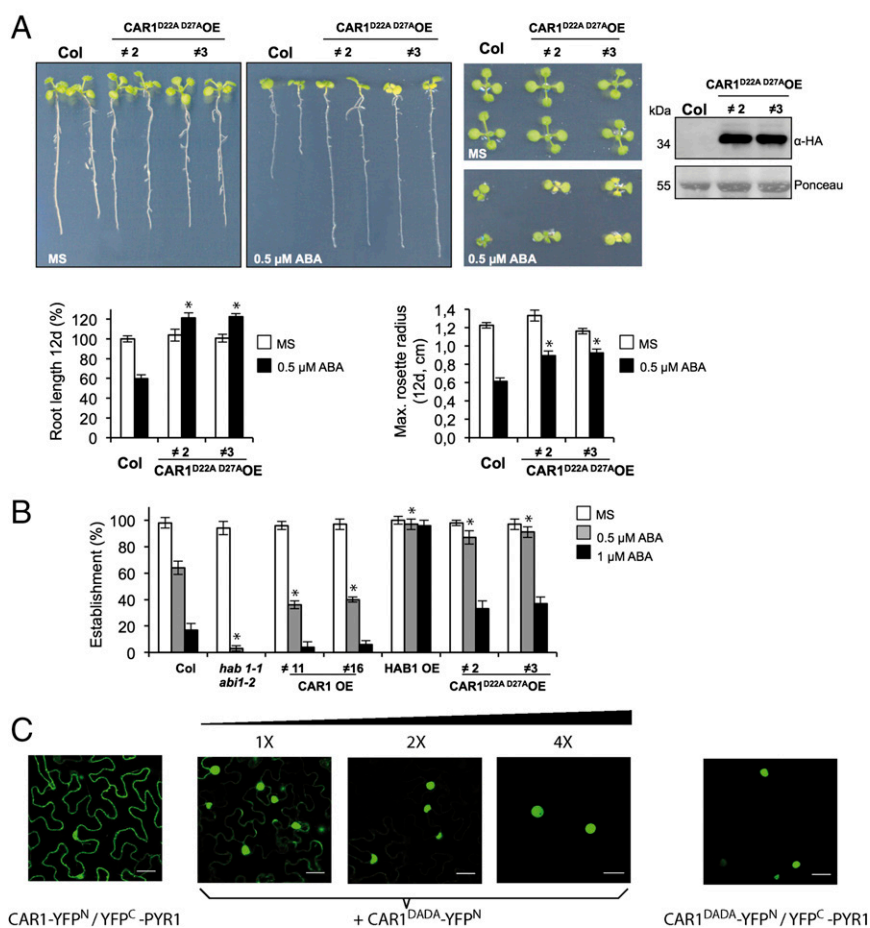 A
CAR1D22A D27AOE
Col ≠ 2 ≠3
MS
CAR1D22A D27AOE
Col ≠ 2 ≠3
0.5 µM ABA
CAR1D22A D27AOE
Col ≠ 2 ≠3
MS
0.5 µM ABA
CAR1D22A D27AOE
kDa Col ≠ 2 ≠3
34 α-HA
55 Ponceau
Root length 12d (%)
120
100
80
60
40
20
0
* *
MS
0.5 µM ABA
Col ≠ 2 ≠3
CAR1D22A D27AOE
Max. rosette radius
(12d, cm)
1,4
1,2
1,0
0,8
0,6
0,4
0,2
0,0
* *
MS
0.5 µM ABA
Col ≠ 2 ≠3
CAR1D22A D27AOE
B
Establishment (%)
100
80
60
40
20
0
* * * * * *
MS
0.5 µM ABA
1 µM ABA
Col hab 1-1 ≠ 11 ≠16 HAB1 OE ≠ 2 ≠3
abi1-2 CAR1 OE CAR1D22A D27AOE
C
1X 2X 4X
CAR1-YFPN / YFPC -PYR1 + CAR1DADA-YFPN CAR1DADA-YFPN / YFPC -PYR1